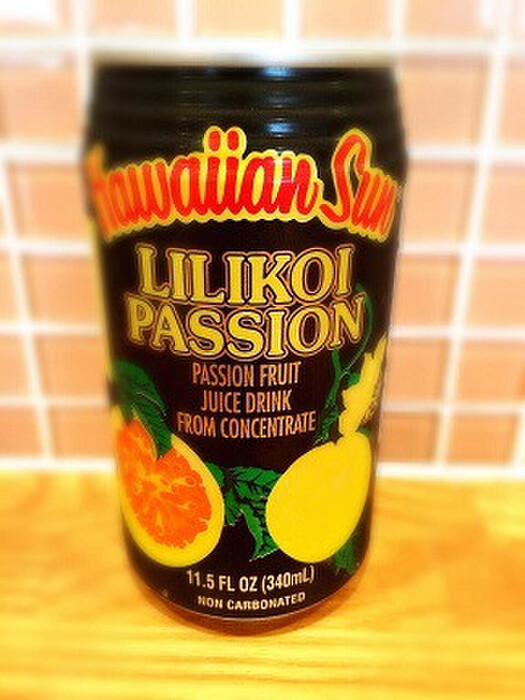 Hawaiian Sun
LILIKOI
PASSION
PASSION FRUIT
JUICE DRINK
FROM CONCENTRATE
11.5 FL OZ (340mL)
NON CARBONATED